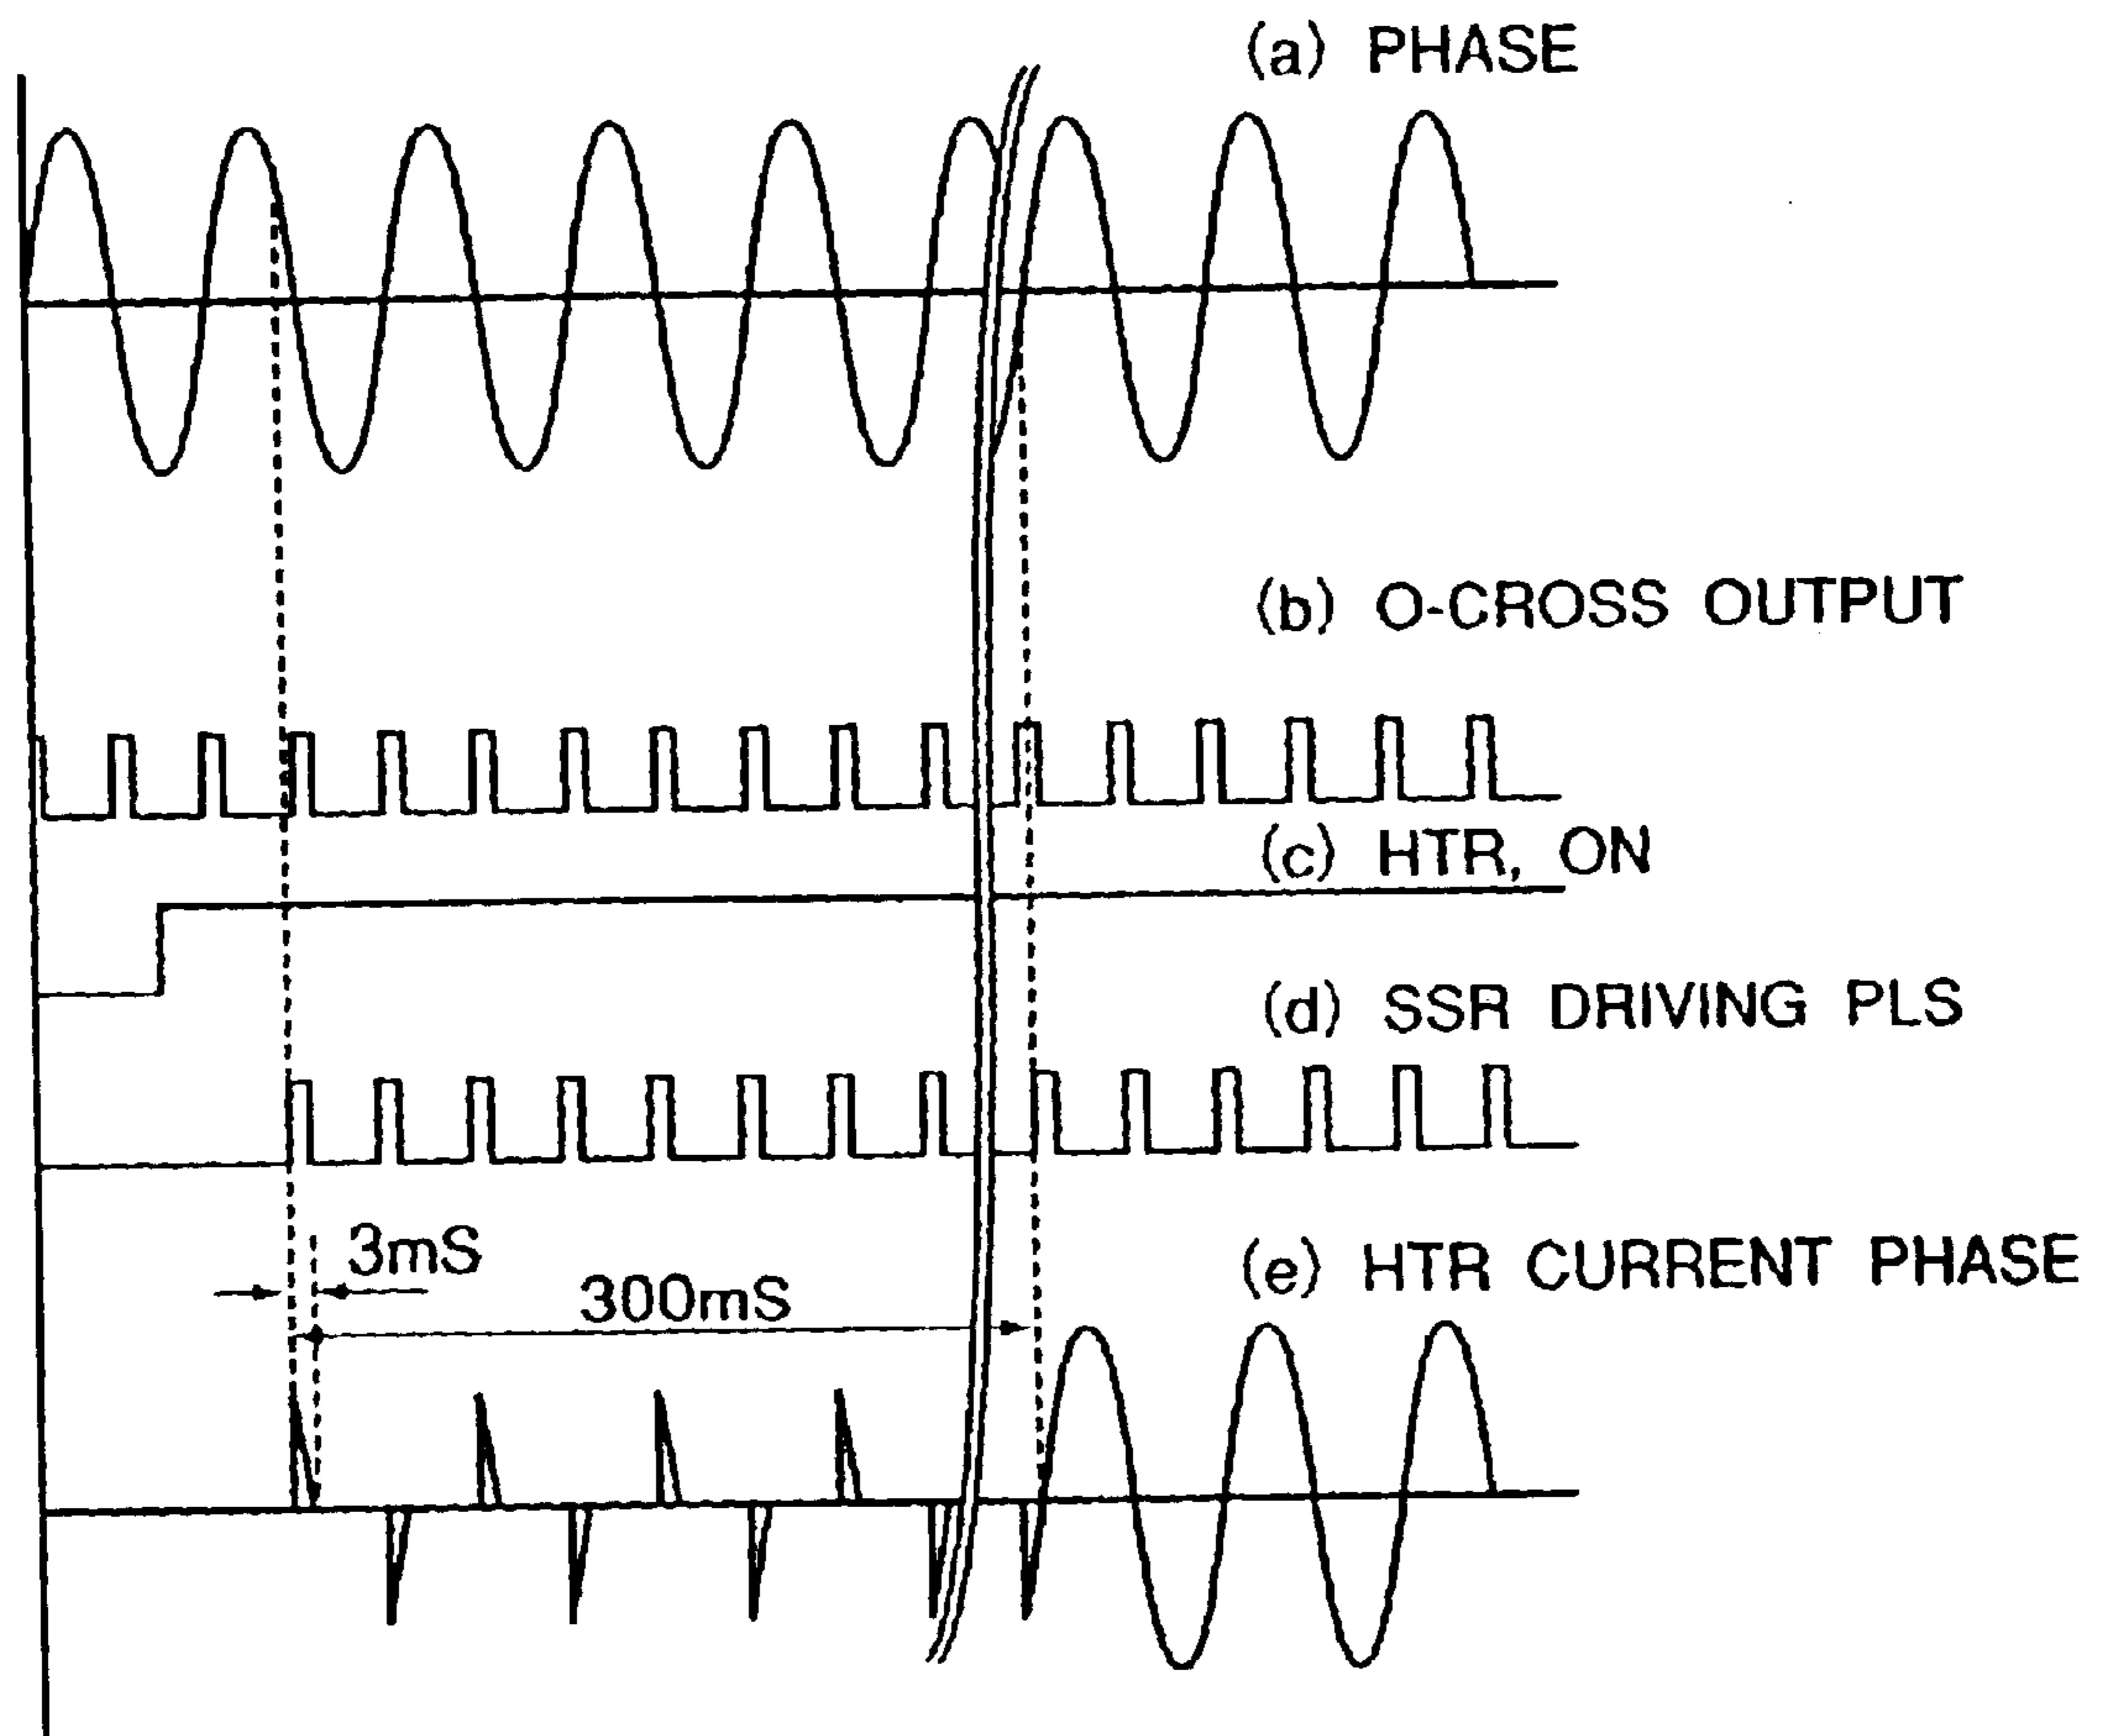 (a) PHASE
(b) O-CROSS OUTPUT
(c) HTR, ON
(d) SSR DRIVING PLS
3mS
300mS
(e) HTR CURRENT PHASE